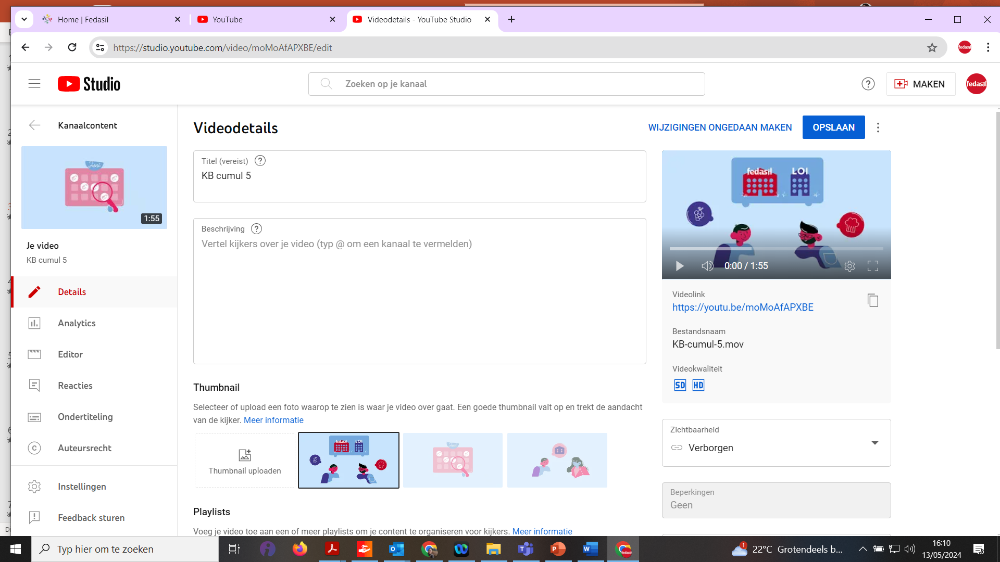 Home | Fedasil
YouTube
Videodetails - YouTube Studio
https://studio.youtube.com/video/moMoAfAPXBE/edit
fedasil
Studio
Zoeken op je kanaal
MAKEN
fedasil
Kanaalcontent
Videodetails
WIJZIGINGEN ONGEDAAN MAKEN
OPSLAAN
Jeni
1:55
Je video
KB cumul 5
Details
Analytics
Editor
Reacties
Ondertiteling
Auteursrecht
Instellingen
Feedback sturen
Titel (vereist)
KB cumul 5
Beschrijving
Vertel kijkers over je video (typ @ om een kanaal te vermelden)
Thumbnail
Selecteer of upload een foto waarop te zien is waar je video over gaat. Een goede thumbnail valt op en trekt de aandacht
van de kijker. Meer informatie
Thumbnail uploaden
fedasil LOI
Jeni
Playlists
Voeg je video toe aan een of meer playlists om je content te organiseren voor kijkers. Meer informatie
fedasil LOI
0:00 / 1:55
Videolink
https://youtu.be/moMoAfAPXBE
Bestandsnaam
KB-cumul-5.mov
Videokwaliteit
SD HD
Zichtbaarheid
Verborgen
Beperkingen
Geen
Typ hier om te zoeken
1
22°C Grotendeels b...
16:10
13/05/2024